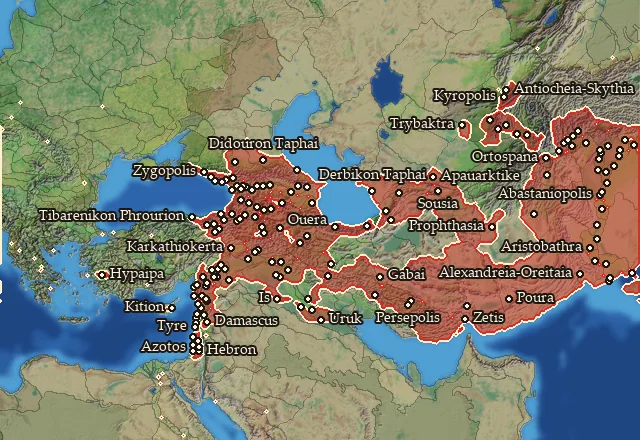 Antiocheia-Skythia
Kyropolis
Trybaktra
Didouron Taphai
Ortospana
Zygopolis
Derbikon Taphai
Apauarktike
Abastaniopolis
Sousia
Tibarenikon Phrourion
Ouera
Prophthasia
Karkathiokerta
Aristobathra
Hypaipa
Gabai
Alexandreia-Oreitaia
Is
Poura
Kition
Tyre
Damascus
Uruk
Persepolis
Zetis
Azotos
Hebron